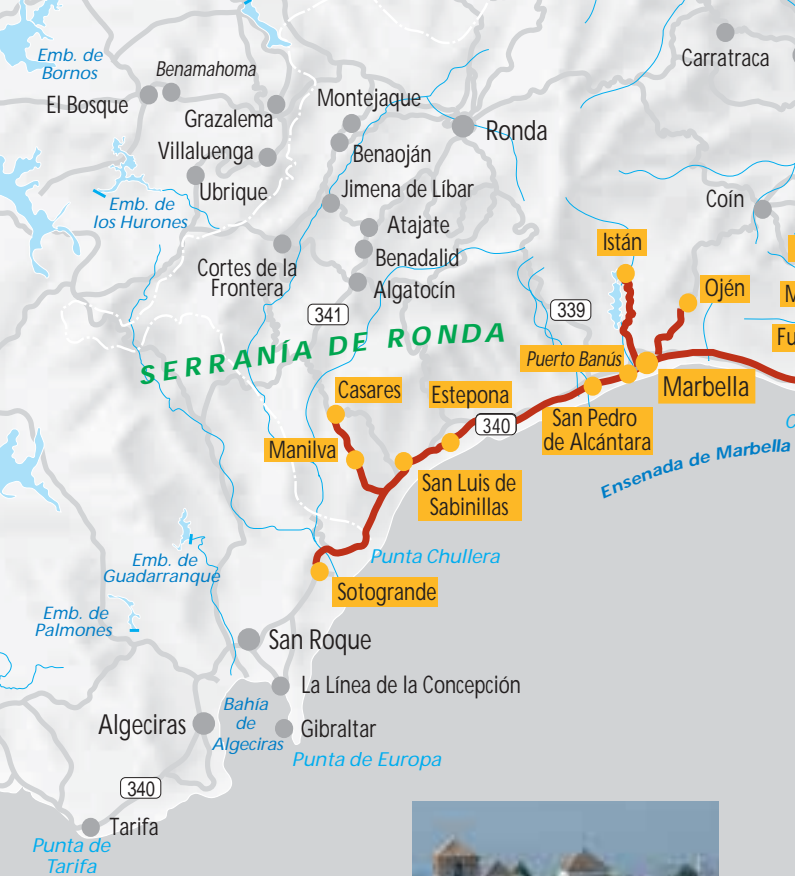 Emb. de
Bornos
Benamahoma
Carratraca
El Bosque
Grazalema
Montejaque
Ronda
Villaluenga
Benaoján
Ubrique
Jimena de Líbar
Emb. de
los Hurones
Coín
Atajate
Istán
Benadalid
Cortes de la
Frontera
Algatocín
Ojén
M
341
339
Fu
SERRANÍA DE RONDA
Puerto Banús
Marbella
Casares
Estepona
340
San Pedro
de Alcántara
Manilva
Ensenada de Marbella
San Luis de
Sabinillas
Punta Chullera
Emb. de
Guadarranque
Sotogrande
Emb. de
Palmones
San Roque
La Línea de la Concepción
Bahía
de
Algeciras
Algeciras
Gibraltar
Punta de Europa
340
Tarifa
Punta de
Tarifa